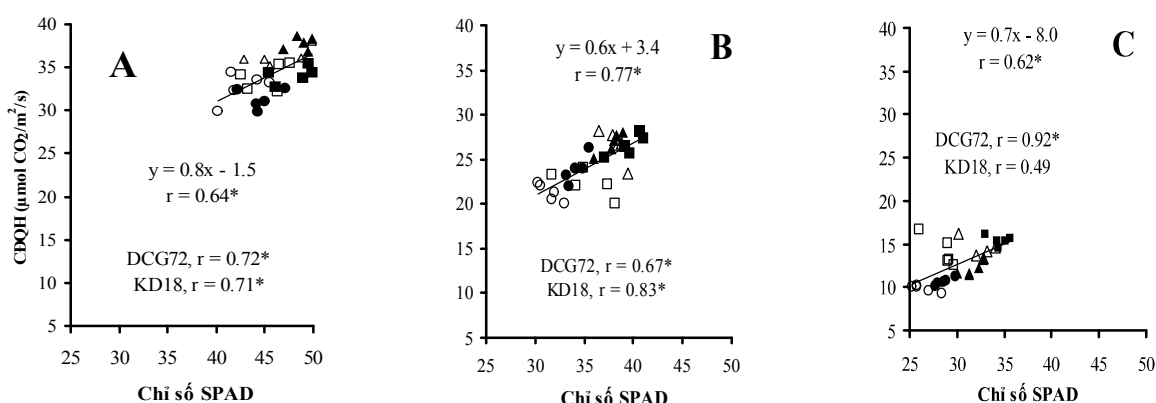 A
CĐQH (µmol CO₂/m²/s)
40
35
30
25
20
15
10
5
y = 0.8x - 1.5
r = 0.64*
DCG72, r = 0.72*
KD18, r = 0.71*
25 30 35 40 45 50
Chỉ số SPAD
B
40
35
30
25
20
15
10
5
y = 0.6x + 3.4
r = 0.77*
DCG72, r = 0.67*
KD18, r = 0.83*
25 30 35 40 45 50
Chỉ số SPAD
C
40
35
30
25
20
15
10
5
y = 0.7x - 8.0
r = 0.62*
DCG72, r = 0.92*
KD18, r = 0.49
25 30 35 40 45 50
Chỉ số SPAD